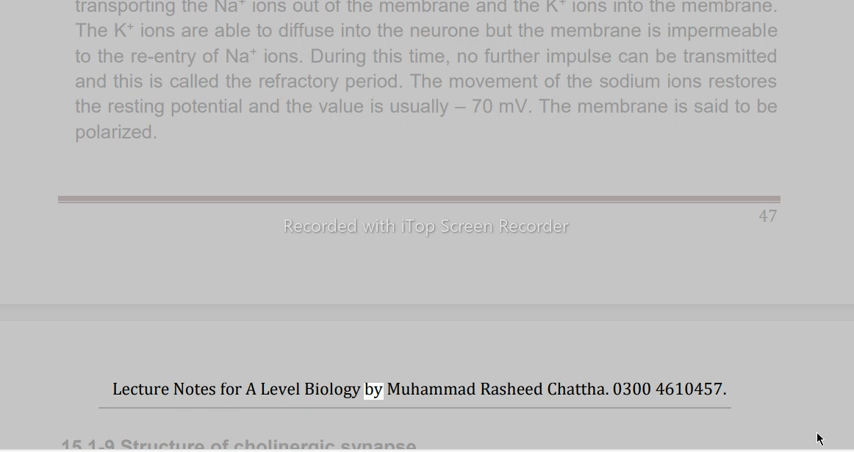 transporting the Na⁺ ions out of the membrane and the K⁺ ions into the membrane.
The K⁺ ions are able to diffuse into the neurone but the membrane is impermeable
to the re-entry of Na⁺ ions. During this time, no further impulse can be transmitted
and this is called the refractory period. The movement of the sodium ions restores
the resting potential and the value is usually – 70 mV. The membrane is said to be
polarized.
47
Recorded with iTop Screen Recorder
Lecture Notes for A Level Biology by Muhammad Rasheed Chattha. 0300 4610457.
15.1-9 Structure of cholinergic synapse